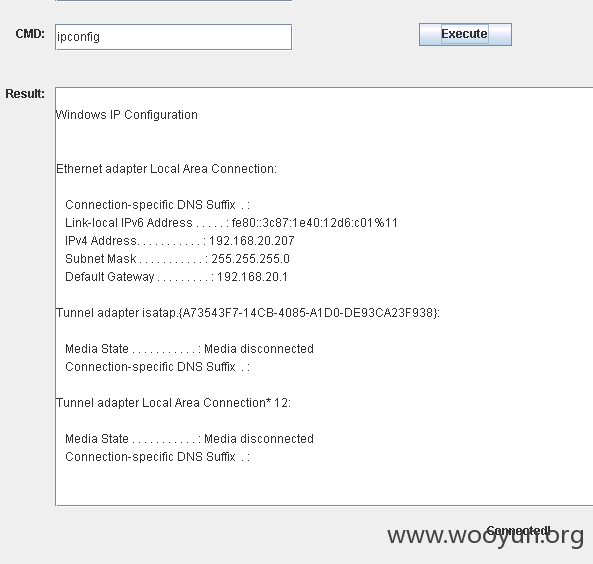 CMD: ipconfig Execute
Result:
Windows IP Configuration
Ethernet adapter Local Area Connection:
Connection-specific DNS Suffix . :
Link-local IPv6 Address . . . . . : fe80::3c87:1e40:12d6:c01%11
IPv4 Address. . . . . . . . . . . : 192.168.20.207
Subnet Mask . . . . . . . . . . . : 255.255.255.0
Default Gateway . . . . . . . . . : 192.168.20.1
Tunnel adapter isatap.{A73543F7-14CB-4085-A1D0-DE93CA23F938}:
Media State . . . . . . . . . . . : Media disconnected
Connection-specific DNS Suffix . :
Tunnel adapter Local Area Connection* 12:
Media State . . . . . . . . . . . : Media disconnected
Connection-specific DNS Suffix . :
Connected!
www.wooyun.org